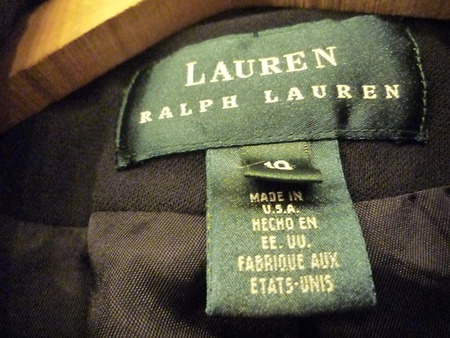 LAUREN
RALPH LAUREN
MADE IN
U.S.A.
HECHO EN
EE. UU.
FABRIQUE AUX
ETATS-UNIS